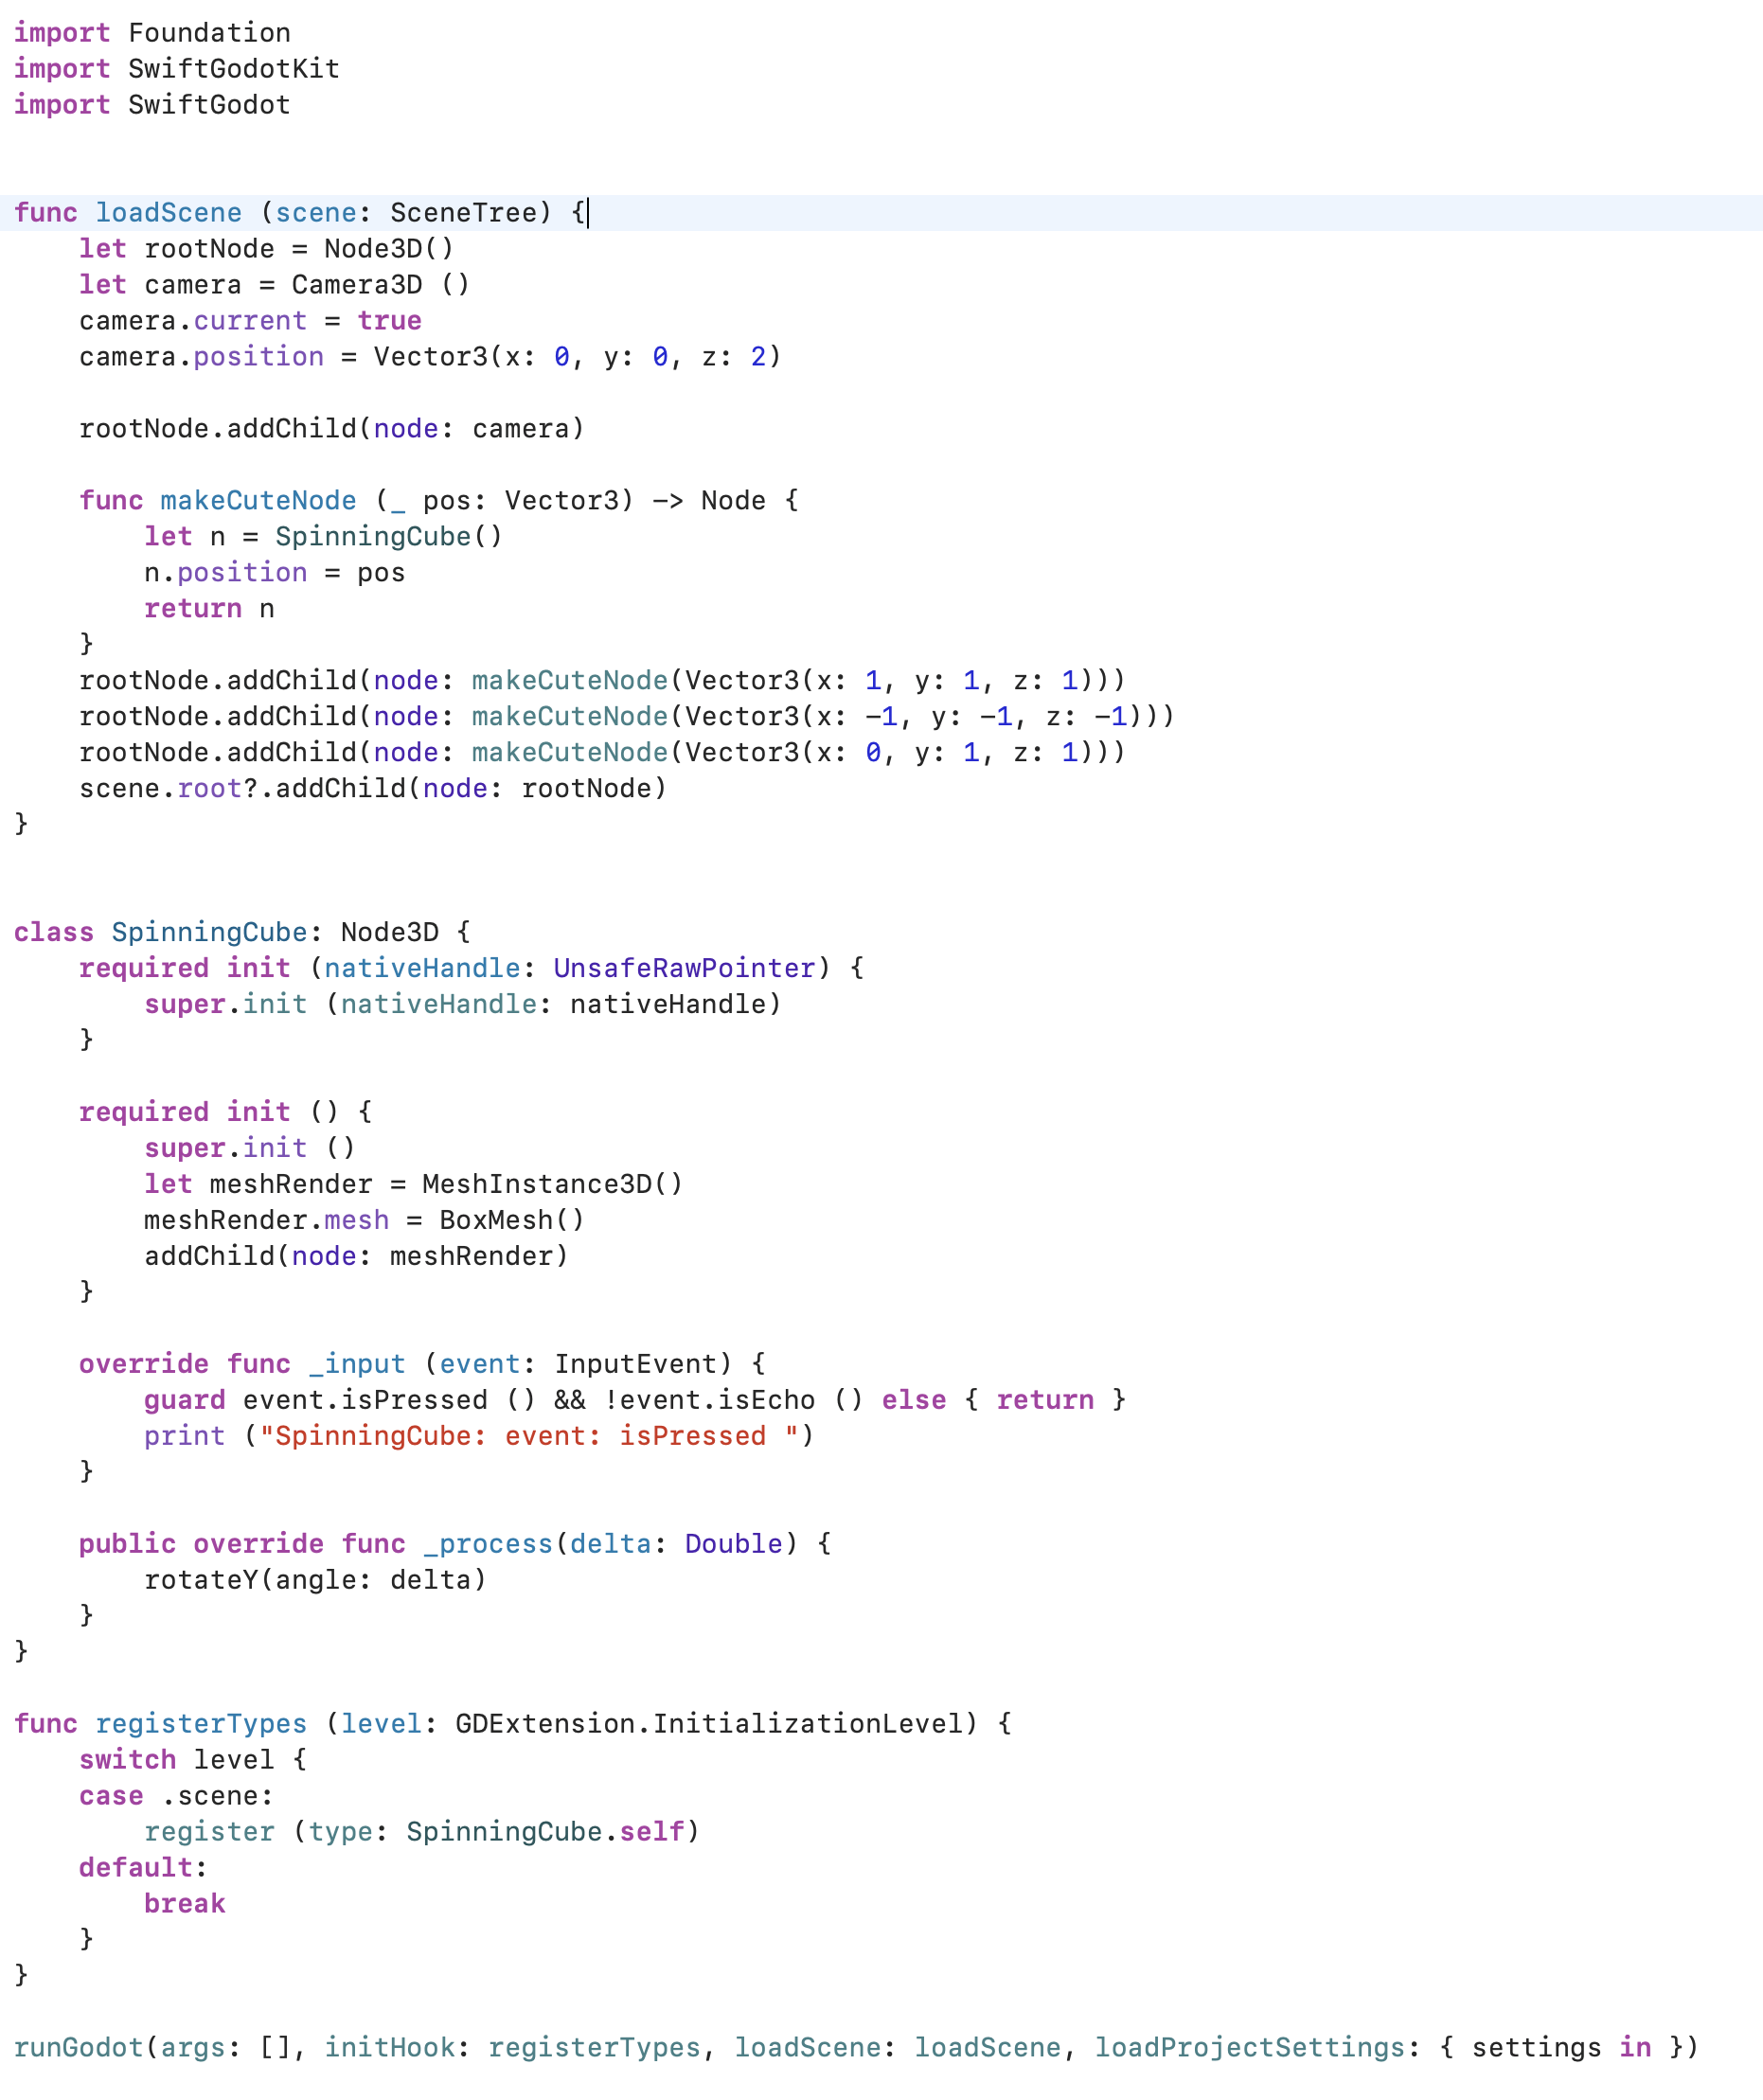 import Foundation
import SwiftGodotKit
import SwiftGodot
func loadScene (scene: SceneTree) {
    let rootNode = Node3D()
    let camera = Camera3D ()
    camera.current = true
    camera.position = Vector3(x: 0, y: 0, z: 2)
    rootNode.addChild(node: camera)
    func makeCuteNode (_ pos: Vector3) -> Node {
        let n = SpinningCube()
        n.position = pos
        return n
    }
    rootNode.addChild(node: makeCuteNode(Vector3(x: 1, y: 1, z: 1)))
    rootNode.addChild(node: makeCuteNode(Vector3(x: -1, y: -1, z: -1)))
    rootNode.addChild(node: makeCuteNode(Vector3(x: 0, y: 1, z: 1)))
    scene.root?.addChild(node: rootNode)
}
class SpinningCube: Node3D {
    required init (nativeHandle: UnsafeRawPointer) {
        super.init (nativeHandle: nativeHandle)
    }
    required init () {
        super.init ()
        let meshRender = MeshInstance3D()
        meshRender.mesh = BoxMesh()
        addChild(node: meshRender)
    }
    override func _input (event: InputEvent) {
        guard event.isPressed () && !event.isEcho () else { return }
        print ("SpinningCube: event: isPressed ")
    }
    public override func _process(delta: Double) {
        rotateY(angle: delta)
    }
}
func registerTypes (level: GDExtension.InitializationLevel) {
    switch level {
    case .scene:
        register (type: SpinningCube.self)
    default:
        break
    }
}
runGodot(args: [], initHook: registerTypes, loadScene: loadScene, loadProjectSettings: { settings in })